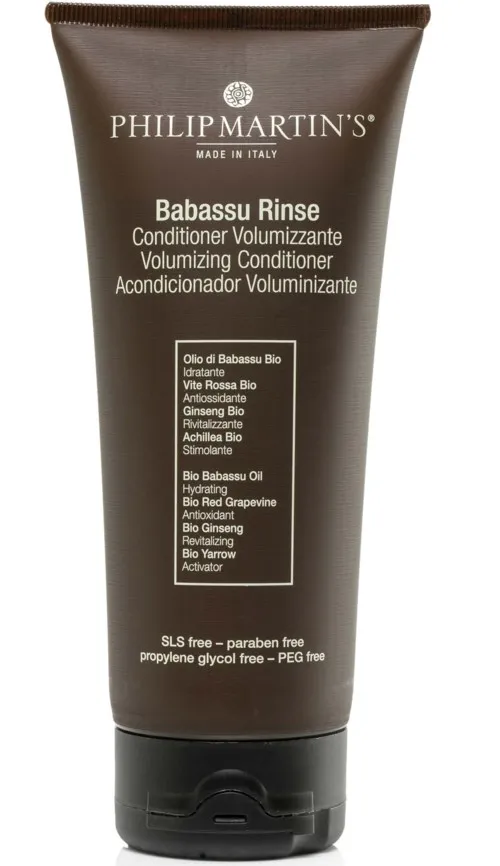 PHILIP MARTIN'S®
MADE IN ITALY
Babassu Rinse
Conditioner Volumizzante
Volumizing Conditioner
Acondicionador Voluminizante
Olio di Babassu Bio
Idratante
Vite Rossa Bio
Antiossidante
Ginseng Bio
Rivitalizzante
Achillea Bio
Stimolante
Bio Babassu Oil
Hydrating
Bio Red Grapevine
Antioxidant
Bio Ginseng
Revitalizing
Bio Yarrow
Activator
SLS free – paraben free
propylene glycol free – PEG free